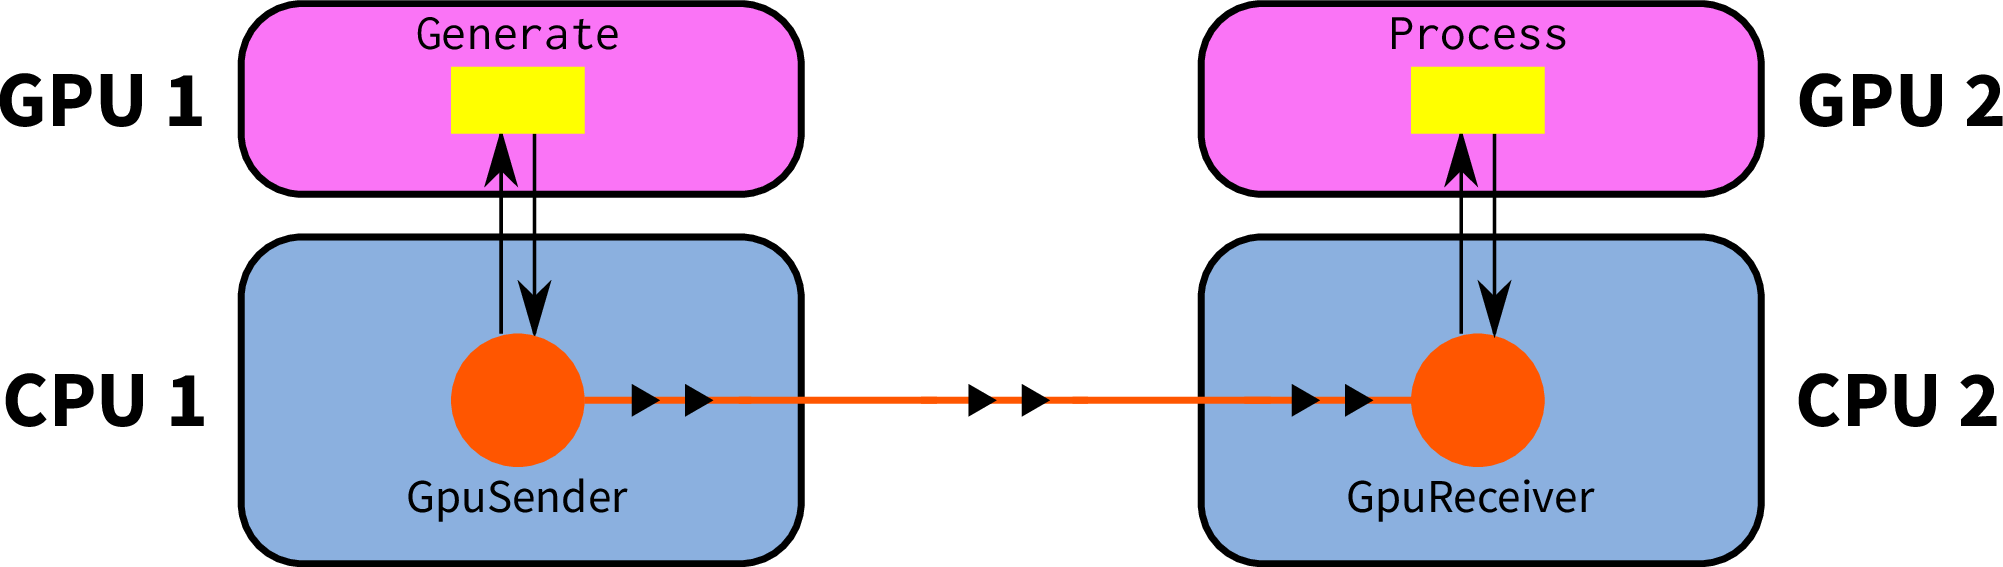 Generate
Process
GPU 1
GPU 2
CPU 1
CPU 2
GpuSender
GpuReceiver